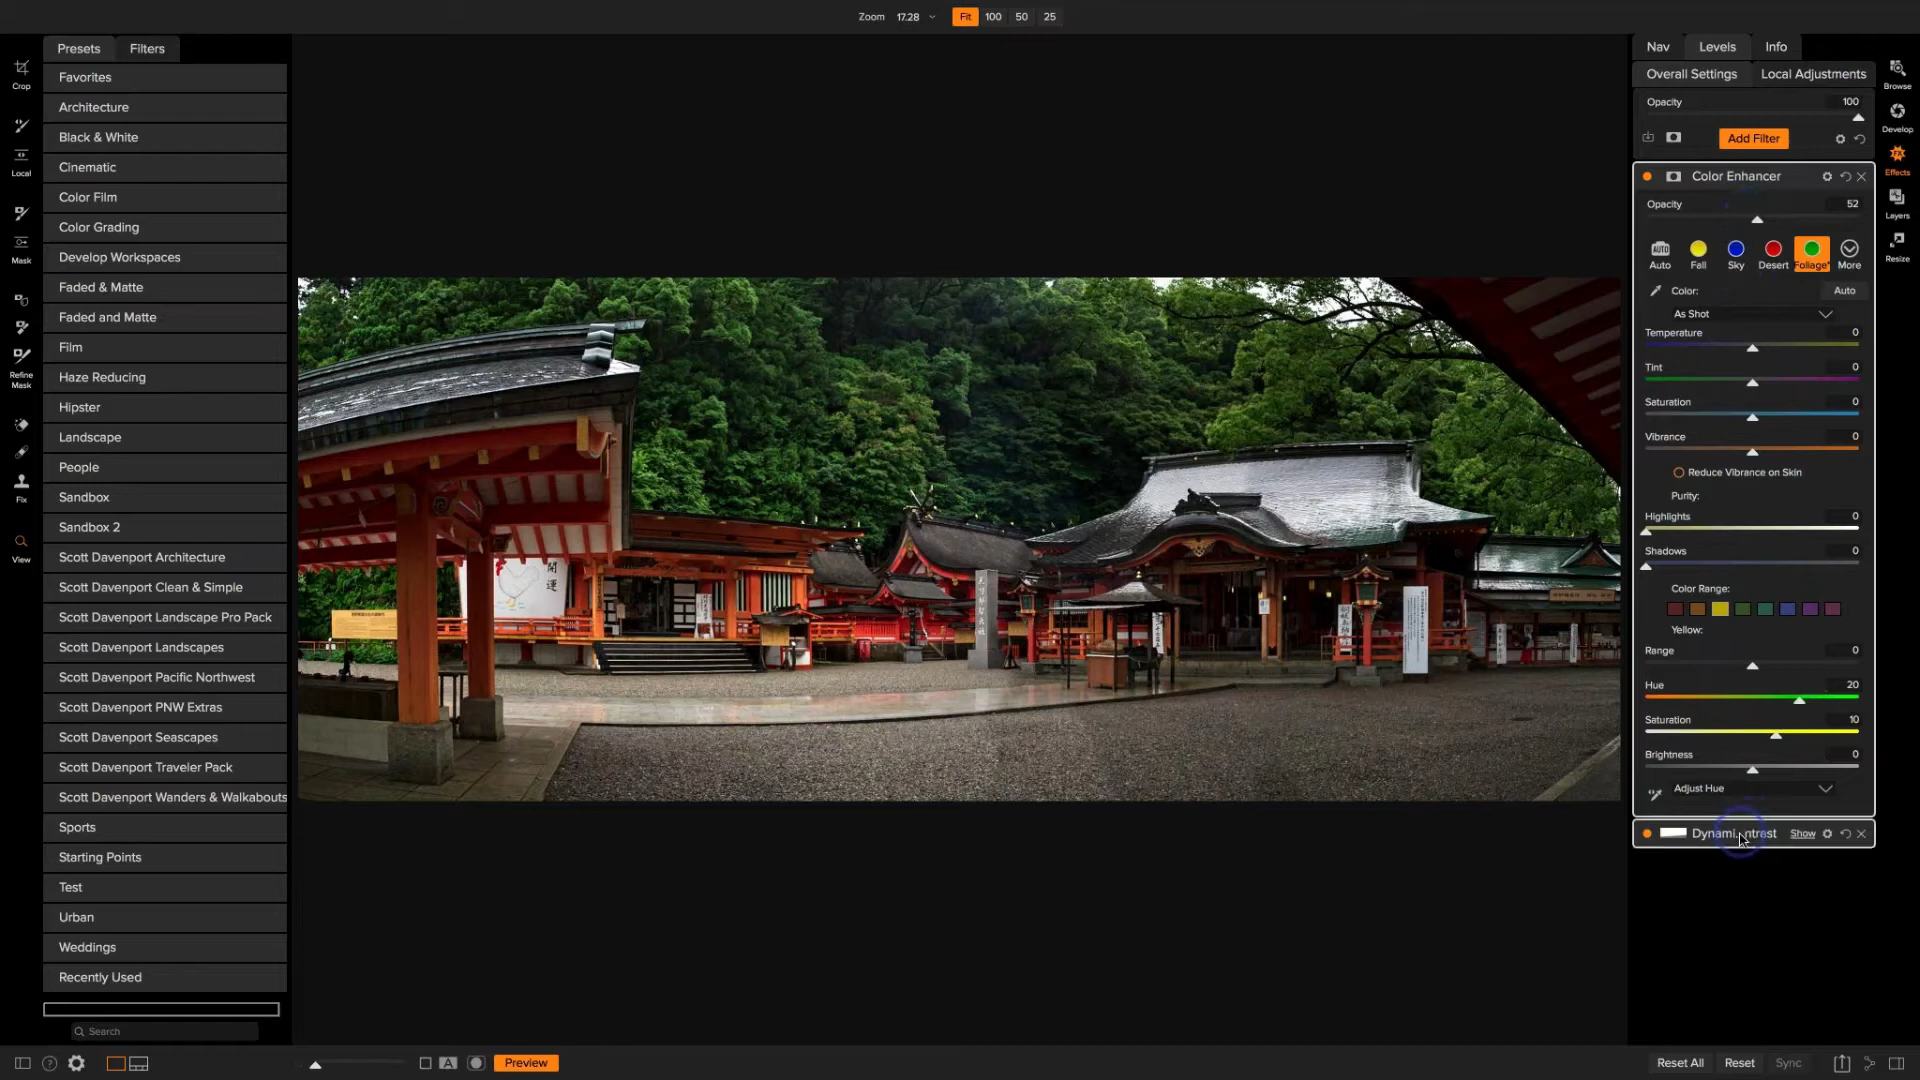 Zoom 17.28 Fit 100 50 25
Presets Filters
Favorites
Architecture
Black & White
Cinematic
Color Film
Color Grading
Develop Workspaces
Faded & Matte
Faded and Matte
Film
Haze Reducing
Hipster
Landscape
People
Sandbox
Sandbox 2
Scott Davenport Architecture
Scott Davenport Clean & Simple
Scott Davenport Landscape Pro Pack
Scott Davenport Landscapes
Scott Davenport Pacific Northwest
Scott Davenport PNW Extras
Scott Davenport Seascapes
Scott Davenport Traveler Pack
Scott Davenport Wanders & Walkabouts
Sports
Starting Points
Test
Urban
Weddings
Recently Used
Search
Crop
Local
Mask
Refine
Mask
Fix
View
開運
Nav Levels Info
Overall Settings Local Adjustments
Opacity 100
Add Filter
Color Enhancer
Opacity 52
AUTO
Auto Fall Sky Desert Foliage* More
Color: Auto
As Shot
Temperature 0
Tint 0
Saturation 0
Vibrance 0
Reduce Vibrance on Skin
Purity:
Highlights 0
Shadows 0
Color Range:
Yellow:
Range 0
Hue 20
Saturation 10
Brightness 0
Adjust Hue
Dynami...ntrast Show
Browse
Develop
FX
Effects
Layers
Resize
? A Preview
Reset All Reset Sync